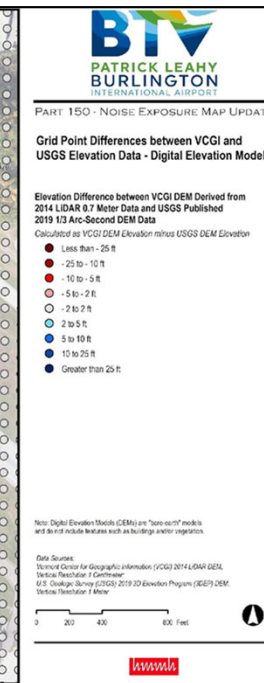 BTV
PATRICK LEAHY
BURLINGTON
INTERNATIONAL AIRPORT
PART 150 - NOISE EXPOSURE MAP UPDAT
Grid Point Differences between VCGI and
USGS Elevation Data - Digital Elevation Model
Elevation Difference between VCGI DEM Derived from
2014 LiDAR 0.7 Meter Data and USGS Published
2019 1/3 Arc-Second DEM Data
Calculated as VCGI DEM Elevation minus USGS DEM Elevation
Less than - 25 ft
- 25 to - 10 ft
- 10 to - 5 ft
- 5 to - 2 ft
- 2 to 2 ft
2 to 5 ft
5 to 10 ft
10 to 25 ft
Greater than 25 ft
Note: Digital Elevation Models (DEMs) are "bare-earth" models
and do not include features such as buildings and/or vegetation.
Data Sources:
Vermont Center for Geographic Information (VCGI) 2014 LiDAR DEM,
Vertical Resolution 1 Centimeter
U.S. Geologic Survey (USGS) 2019 3D Elevation Program (3DEP) DEM,
Vertical Resolution 1 Meter
0 200 400 800 Feet
hmmh